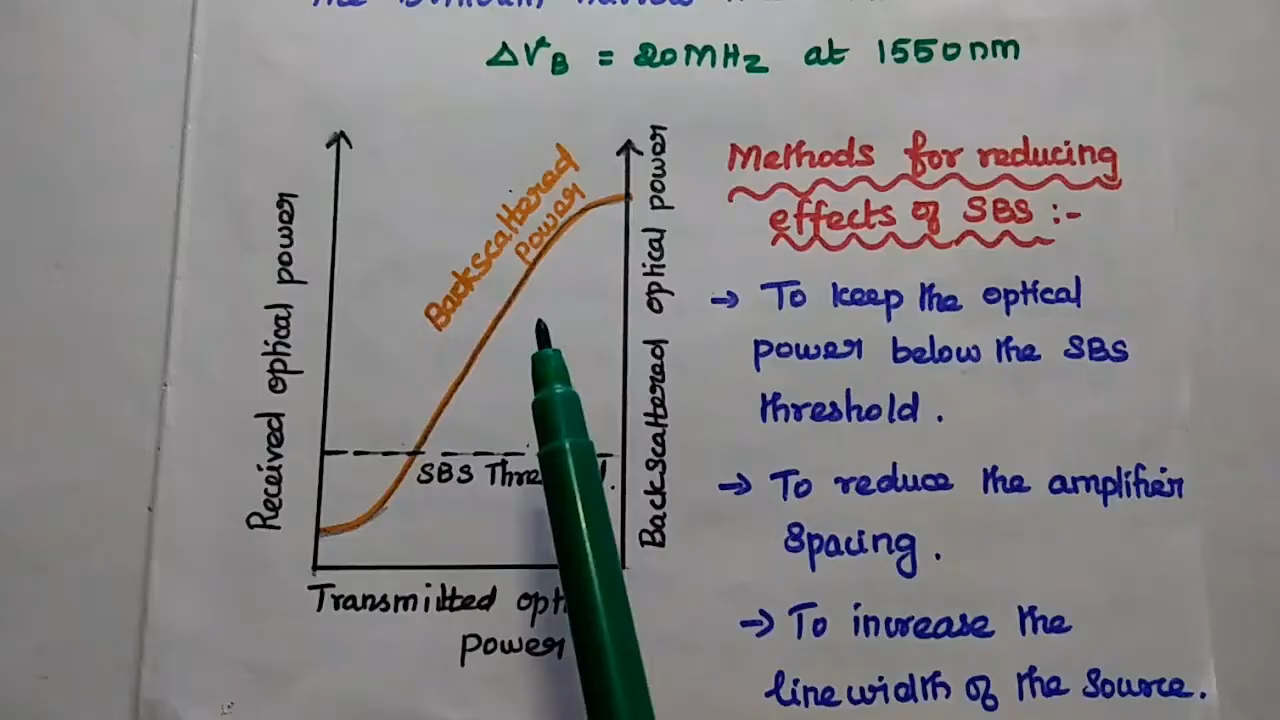 ΔV_B = 20MHz at 1550nm
Received optical power
Backscattered
Power
SBS
Backscattered optical power
Transmitted
Power
Methods for reducing
effects of SBS :-
→ To keep the optical
power below the SBS
threshold.
→ To reduce the amplifier
Spacing.
→ To increase the
linewidth of the source.